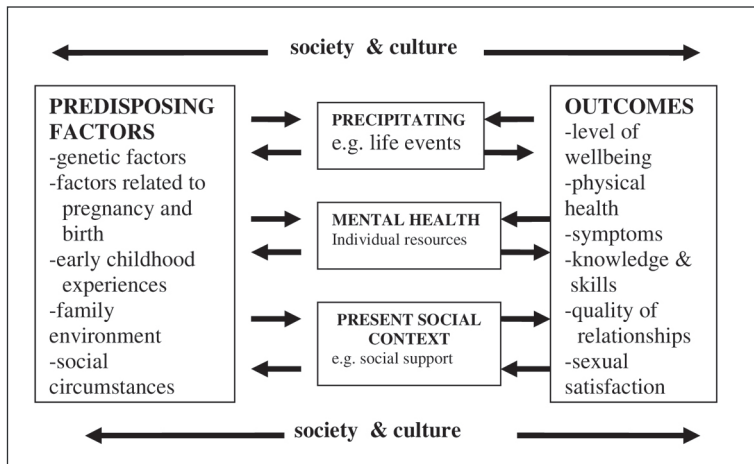 society & culture
PREDISPOSING
FACTORS
-genetic factors
-factors related to
pregnancy and
birth
-early childhood
experiences
-family
environment
-social
circumstances
PRECIPITATING
e.g. life events
MENTAL HEALTH
Individual resources
PRESENT SOCIAL
CONTEXT
e.g. social support
OUTCOMES
-level of
wellbeing
-physical
health
-symptoms
-knowledge &
skills
-quality of
relationships
-sexual
satisfaction
society & culture